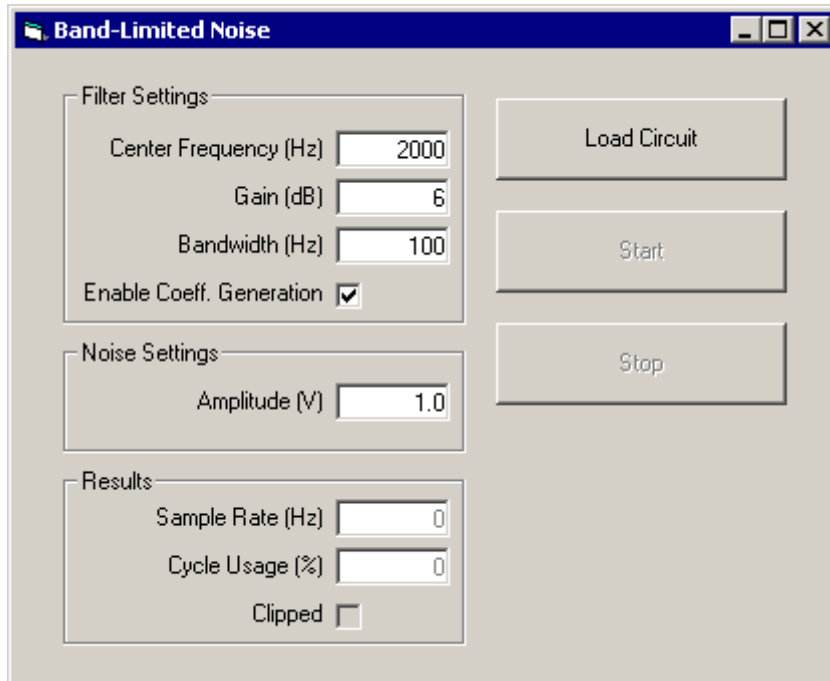 Band-Limited Noise
Filter Settings
Center Frequency (Hz) 2000
Gain (dB) 6
Bandwidth (Hz) 100
Enable Coeff. Generation
Load Circuit
Start
Stop
Noise Settings
Amplitude (V) 1.0
Results
Sample Rate (Hz) 0
Cycle Usage (%) 0
Clipped